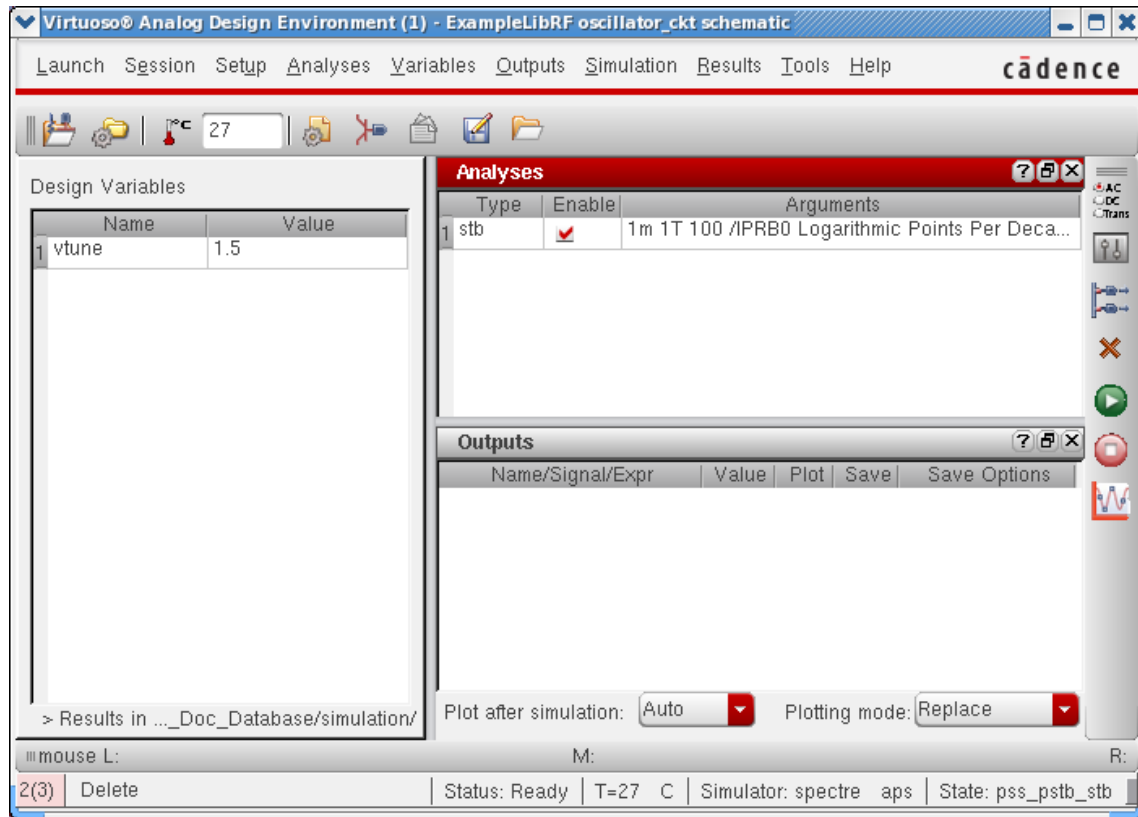 Virtuoso® Analog Design Environment (1) - ExampleLibRF oscillator_ckt schematic
Launch Session Setup Analyses Variables Outputs Simulation Results Tools Help cādence
°C 27
Design Variables
Name Value
1 vtune 1.5
> Results in ..._Doc_Database/simulation/
Analyses ?
Type Enable Arguments
1 stb 1m 1T 100 /IPRB0 Logarithmic Points Per Deca...
Outputs ?
Name/Signal/Expr Value Plot Save Save Options
Plot after simulation: Auto Plotting mode: Replace
AC
DC
Trans
mouse L: M: R:
2(3) Delete Status: Ready T=27 C Simulator: spectre aps State: pss_pstb_stb